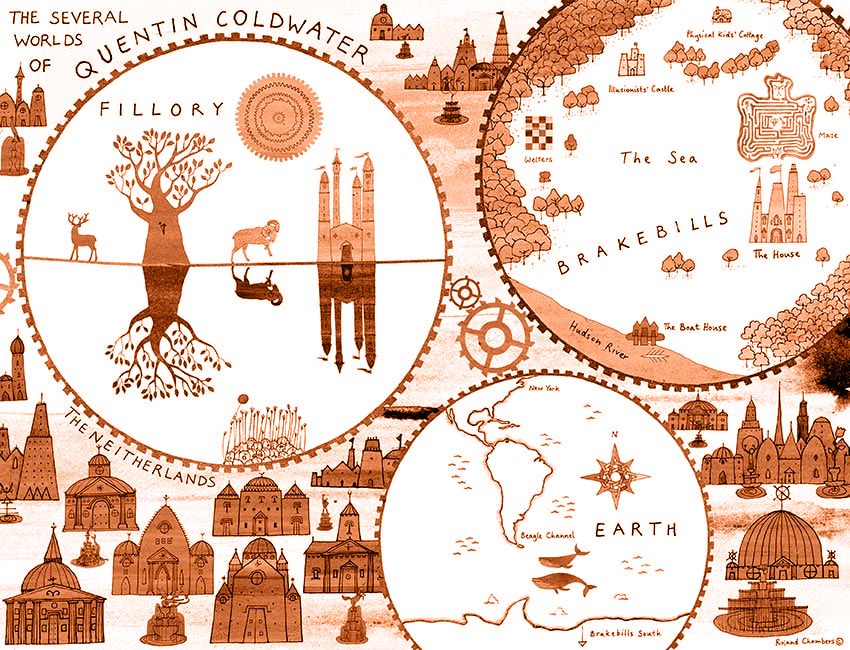 THE SEVERAL
WORLDS
OF
QUENTIN COLDWATER
FILLORY
THE NEITHERLANDS
Physical Kids' Cottage
Illusionists' Castle
Welters
Maze
The Sea
BRAKEBILLS
The House
The Boat House
Hudson River
New York
N
Beagle Channel
EARTH
Brakebills South
Roland Chambers ©